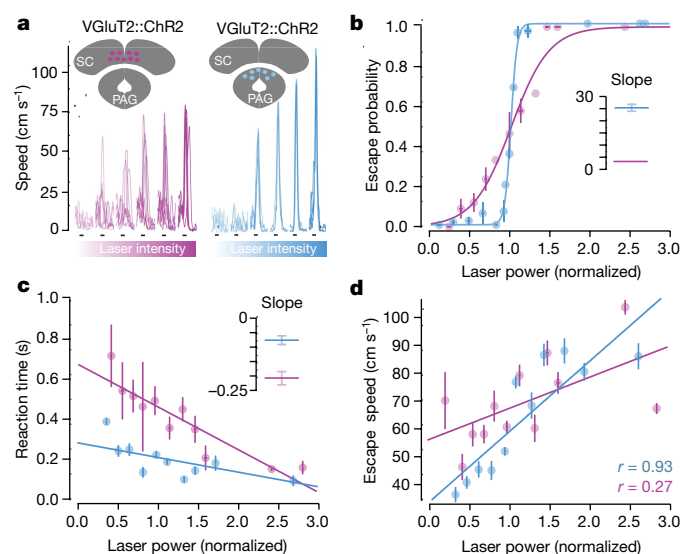 a
VGluT2::ChR2
VGluT2::ChR2
SC
PAG
SC
PAG
Speed (cm s⁻¹)
100
75
50
25
0
Laser intensity
Laser intensity
b
Escape probability
1.0
0.8
0.6
0.4
0.2
0.0
Slope
30
0
0.0 0.5 1.0 1.5 2.0 2.5 3.0
Laser power (normalized)
c
Reaction time (s)
1.0
0.8
0.6
0.4
0.2
0.0
Slope
0
−0.25
0.0 0.5 1.0 1.5 2.0 2.5 3.0
Laser power (normalized)
d
Escape speed (cm s⁻¹)
100
90
80
70
60
50
40
r = 0.93
r = 0.27
0.0 0.5 1.0 1.5 2.0 2.5 3.0
Laser power (normalized)